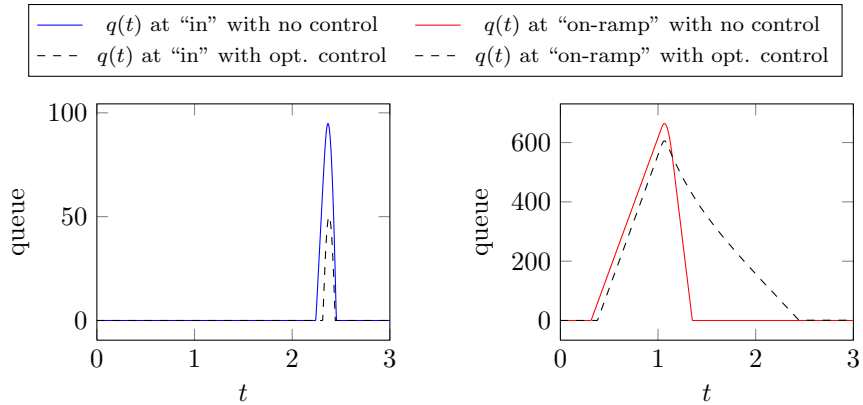 q(t) at “in” with no control
q(t) at “on-ramp” with no control
q(t) at “in” with opt. control
q(t) at “on-ramp” with opt. control
100
50
0
queue
0 1 2 3
t
600
400
200
0
queue
0 1 2 3
t